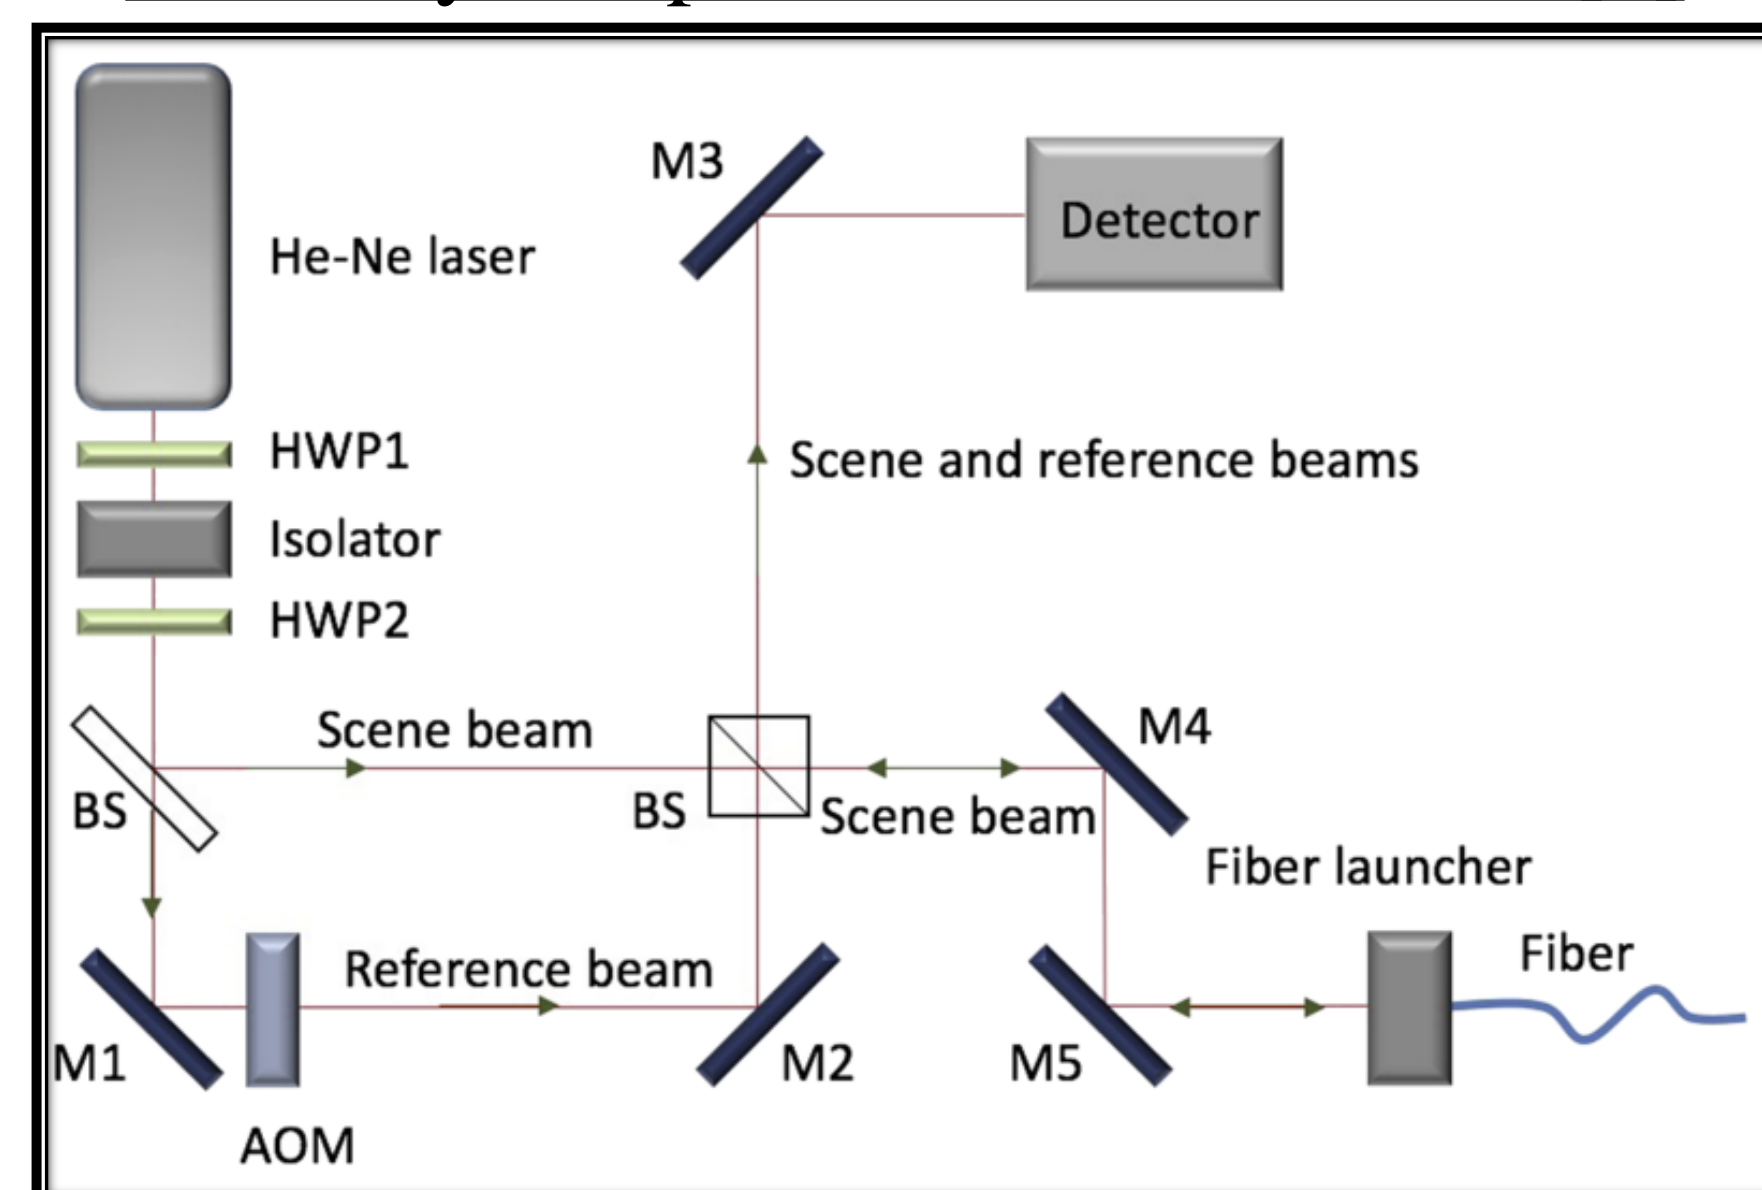 M3
Detector
He-Ne laser
HWP1
Scene and reference beams
Isolator
HWP2
Scene beam
M4
BS
BS
Scene beam
Fiber launcher
Reference beam
Fiber
M1
M2
M5
AOM